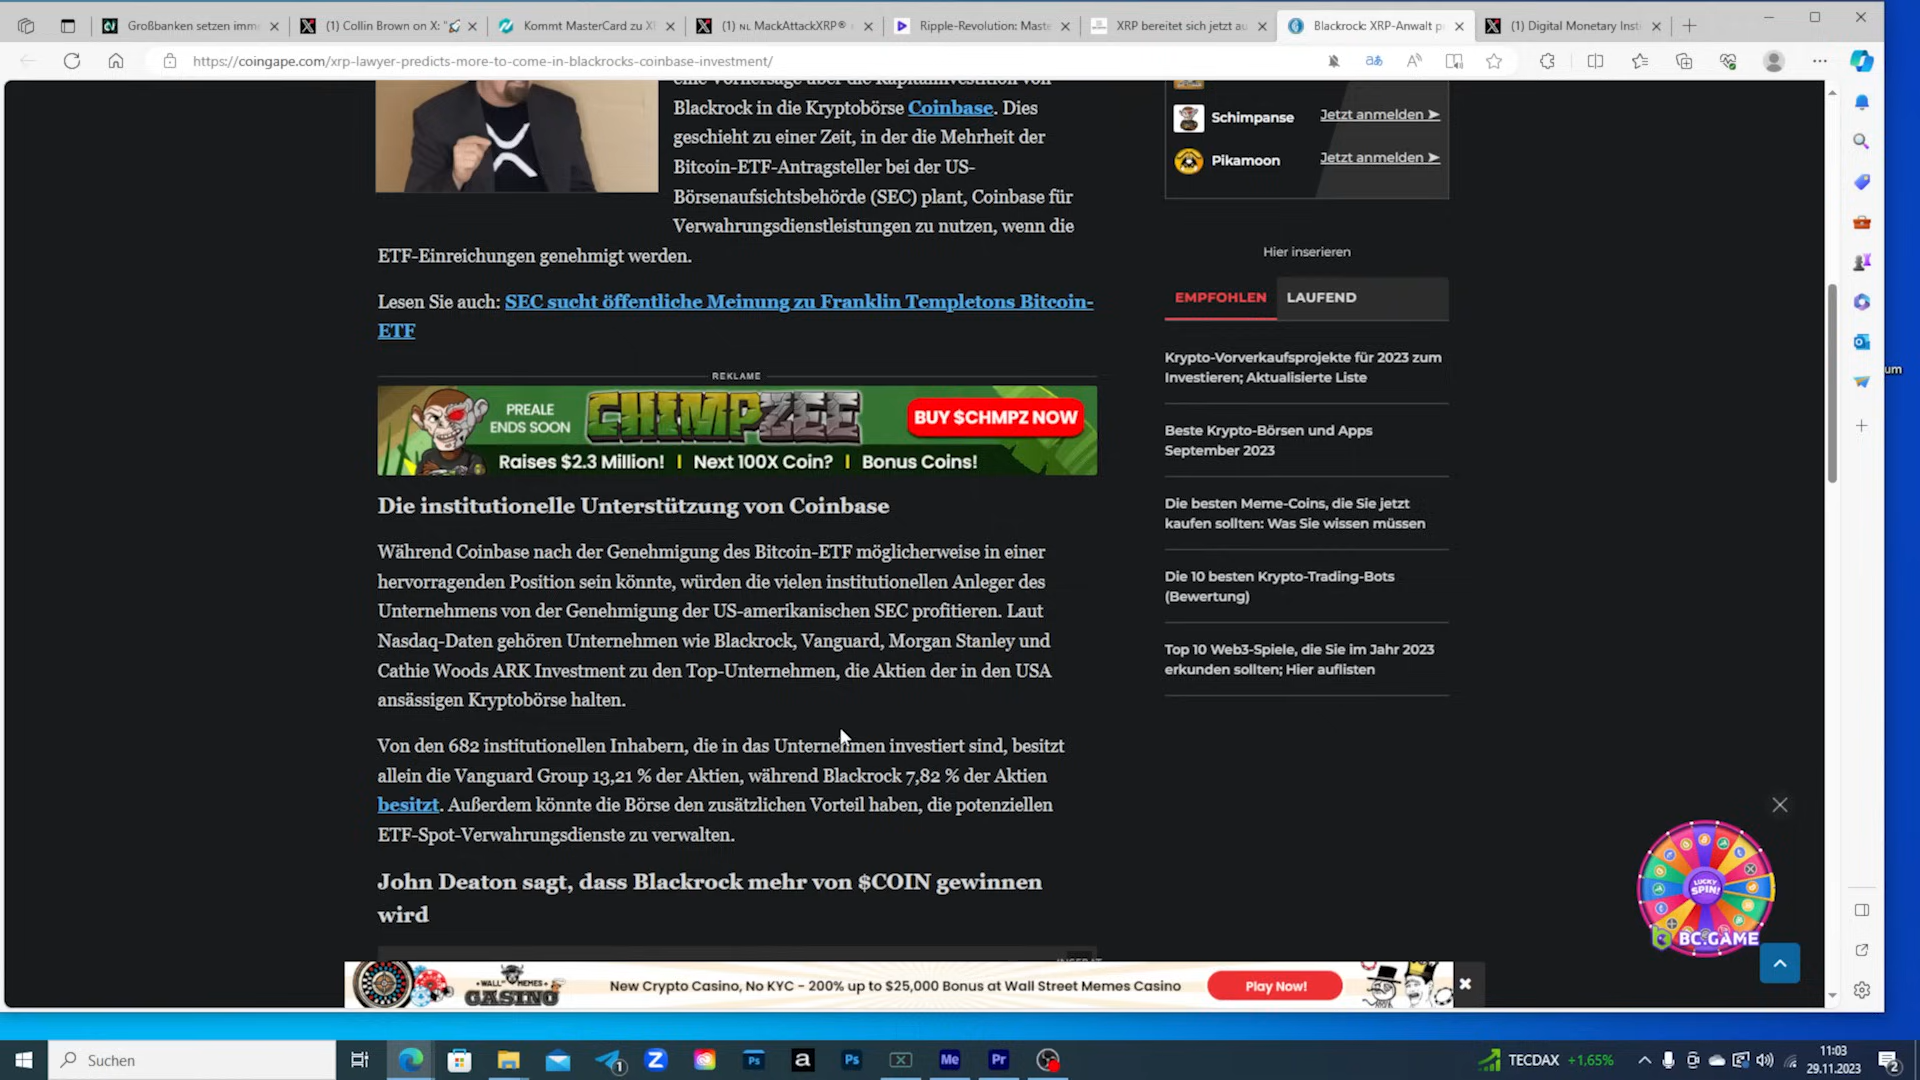 Großbanken setzen imme
(1) Collin Brown on X: "🚀
Kommt MasterCard zu XI
(1) NL MackAttackXRP®
Ripple-Revolution: Maste
XRP bereitet sich jetzt au
Blackrock: XRP-Anwalt p
(1) Digital Monetary Insti
https://coingape.com/xrp-lawyer-predicts-more-to-come-in-blackrocks-coinbase-investment/
Blackrock in die Kryptobörse Coinbase. Dies
geschieht zu einer Zeit, in der die Mehrheit der
Bitcoin-ETF-Antragsteller bei der US-
Börsenaufsichtsbehörde (SEC) plant, Coinbase für
Verwahrungsdienstleistungen zu nutzen, wenn die
ETF-Einreichungen genehmigt werden.
Lesen Sie auch: SEC sucht öffentliche Meinung zu Franklin Templetons Bitcoin-
ETF
REKLAME
PREALE
ENDS SOON
CHIMPZEE
BUY $CHMPZ NOW
Raises $2.3 Million! | Next 100X Coin? | Bonus Coins!
Die institutionelle Unterstützung von Coinbase
Während Coinbase nach der Genehmigung des Bitcoin-ETF möglicherweise in einer
hervorragenden Position sein könnte, würden die vielen institutionellen Anleger des
Unternehmens von der Genehmigung der US-amerikanischen SEC profitieren. Laut
Nasdaq-Daten gehören Unternehmen wie Blackrock, Vanguard, Morgan Stanley und
Cathie Woods ARK Investment zu den Top-Unternehmen, die Aktien der in den USA
ansässigen Kryptobörse halten.
Von den 682 institutionellen Inhabern, die in das Unternehmen investiert sind, besitzt
allein die Vanguard Group 13,21 % der Aktien, während Blackrock 7,82 % der Aktien
besitzt. Außerdem könnte die Börse den zusätzlichen Vorteil haben, die potenziellen
ETF-Spot-Verwahrungsdienste zu verwalten.
John Deaton sagt, dass Blackrock mehr von $COIN gewinnen
wird
Schimpanse Jetzt anmelden ➤
Pikamoon Jetzt anmelden ➤
Hier inserieren
EMPFOHLEN LAUFEND
Krypto-Vorverkaufsprojekte für 2023 zum
Investieren; Aktualisierte Liste
Beste Krypto-Börsen und Apps
September 2023
Die besten Meme-Coins, die Sie jetzt
kaufen sollten: Was Sie wissen müssen
Die 10 besten Krypto-Trading-Bots
(Bewertung)
Top 10 Web3-Spiele, die Sie im Jahr 2023
erkunden sollten; Hier auflisten
LUCKY
SPIN!
BC.GAME
um
WALL MEMES
CASINO
New Crypto Casino, No KYC - 200% up to $25,000 Bonus at Wall Street Memes Casino
Play Now!
Suchen
TECDAX +1,65%
11:03
29.11.2023